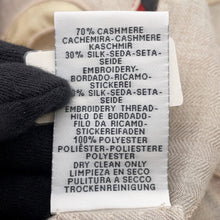 70% CASHMERE
CACHEMIRA-CASHMERE
KASCHMIR
30% SILK-SEDA-SETA-
SEIDE
EMBROIDERY-
BORDADO-RICAMO-
STICKEREI
% SILK-SEDA-SETA-
SEIDE
EMBROIDERY THREAD-
HILO DE BORDADO-
FILO DA RICAMO-
STICKEREIFADEN
100% POLYESTER
POLIÉSTER-POLIESTERE
POLYESTER
DRY CLEAN ONLY
LIMPIEZA EN SECO
PULITURA A SECCO
TROCKENREINIGUNG